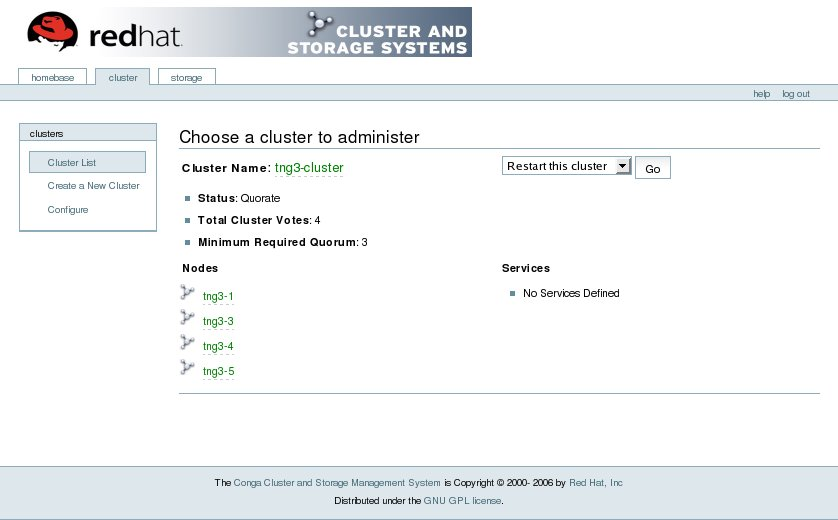 redhat.
CLUSTER AND
STORAGE SYSTEMS
homebase cluster storage
help log out
clusters
Cluster List
Create a New Cluster
Configure
Choose a cluster to administer
Cluster Name: tng3-cluster
Restart this cluster Go
Status: Quorate
Total Cluster Votes: 4
Minimum Required Quorum: 3
Nodes
tng3-1
tng3-3
tng3-4
tng3-5
Services
No Services Defined
The Conga Cluster and Storage Management System is Copyright © 2000- 2006 by Red Hat, Inc
Distributed under the GNU GPL license.